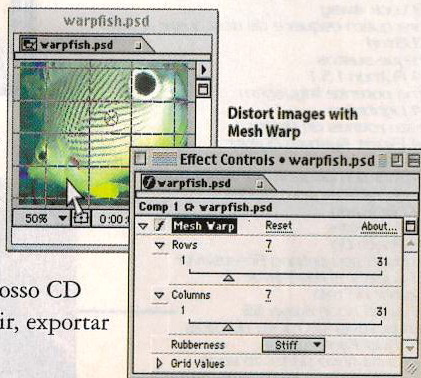 warpfish.psd
warpfish.psd
50%
0:00:
Distort images with
Mesh Warp
Effect Controls • warpfish.psd
warpfish.psd
Comp 1 warpfish.psd
Mesh Warp Reset About...
Rows 7
31
Columns 7
1 31
Rubberness Stiff
Grid Values
osso CD
ir, exportar